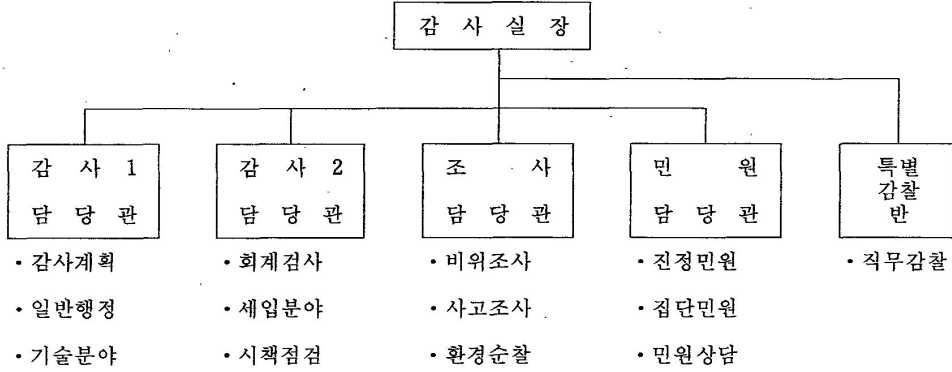 감 사 실 장
감 사 1
담 당 관
• 감사계획
• 일반행정
• 기술분야
감 사 2
담 당 관
• 회계검사
• 세입분야
• 시책점검
조 사
담 당 관
• 비위조사
• 사고조사
• 환경순찰
민 원
담 당 관
• 진정민원
• 집단민원
• 민원상담
특별
감찰
반
• 직무감찰